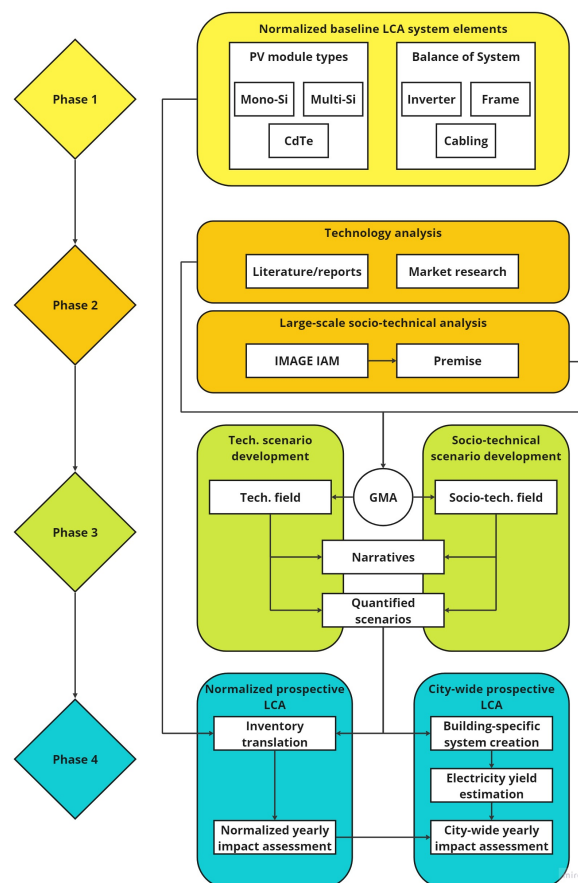 Phase 1
Normalized baseline LCA system elements
PV module types
Mono-Si
Multi-Si
CdTe
Balance of System
Inverter
Frame
Cabling
Phase 2
Technology analysis
Literature/reports
Market research
Large-scale socio-technical analysis
IMAGE IAM
Premise
Phase 3
Tech. scenario
development
Socio-technical
scenario development
Tech. field
GMA
Socio-tech. field
Narratives
Quantified
scenarios
Phase 4
Normalized prospective
LCA
Inventory
translation
Normalized yearly
impact assessment
City-wide prospective
LCA
Building-specific
system creation
Electricity yield
estimation
City-wide yearly
impact assessment